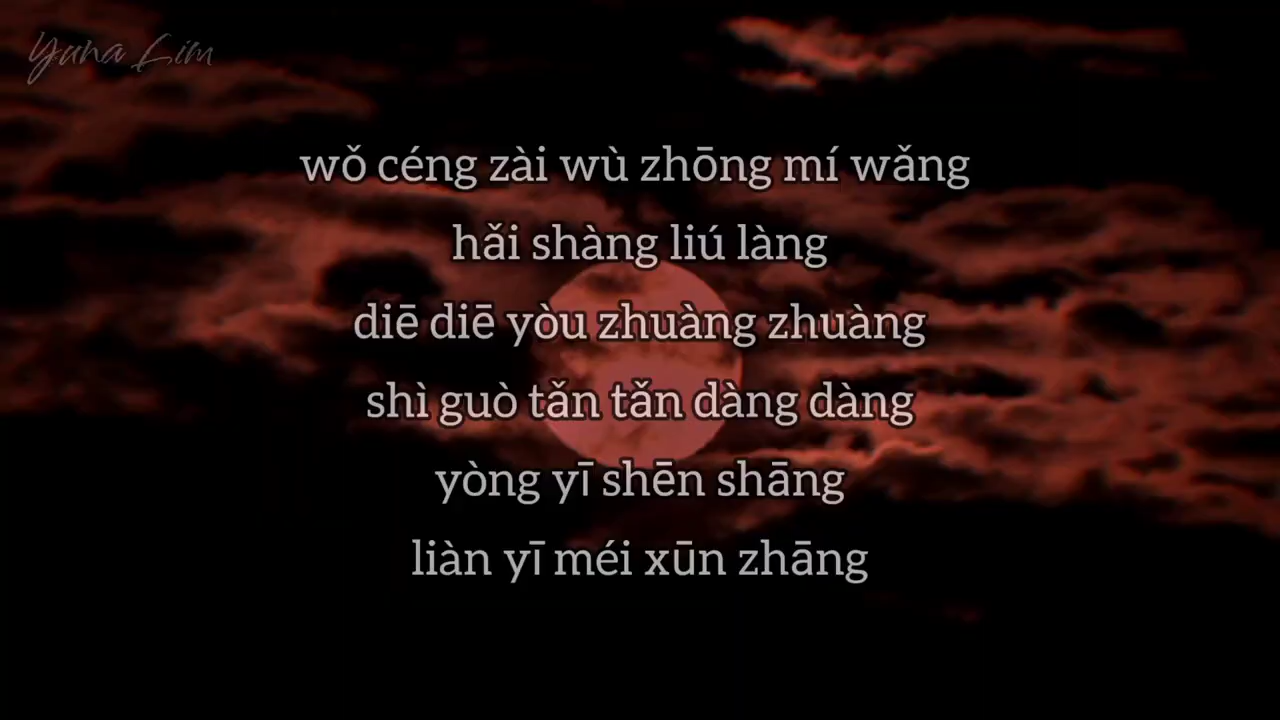 Yuna Lim
wǒ céng zài wù zhōng mí wǎng
hǎi shàng liú làng
diē diē yòu zhuàng zhuàng
shì guò tǎn tǎn dàng dàng
yòng yī shēn shāng
liàn yī méi xūn zhāng